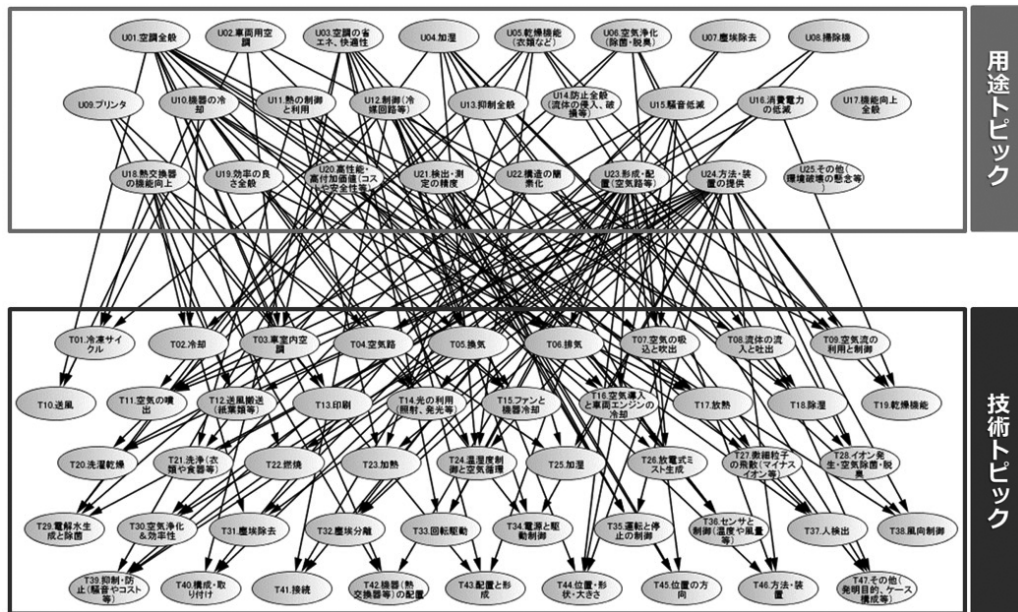 U01.空調全般
U02.車両用空
調
U03.空調の省
エネ、快適性
U04.加湿
U05.乾燥機能
(衣類など)
U06.空気浄化
(除菌・脱臭)
U07.塵埃除去
U08.掃除機
U09.プリンタ
U10.機器の冷
却
U11.熱の制御
と利用
U12.制御(冷
媒回路等)
U13.抑制全般
U14.防止全般
(流体の侵入、破
損等)
U15.騒音低減
U16.消費電力
の低減
U17.機能向上
全般
U18.熱交換器
の機能向上
U19.効率の良
さ全般
U20.高性能・
高付加価値(コス
トや安全性等)
U21.検出・測
定の精度
U22.構造の簡
素化
U23.形成・配
置(空気路等)
U24.方法・装
置の提供
U25.その他(
環境破壊の懸念等
)
用途トピック
T01.冷凍サイ
クル
T02.冷却
T03.車室内空
調
T04.空気路
T05.換気
T06.排気
T07.空気の吸
込と吹出
T08.流体の流
入と吐出
T09.空気流の
利用と制御
T10.送風
T11.空気の噴
出
T12.送風搬送
(紙葉類等)
T13.印刷
T14.光の利用
(照射、発光等)
T15.ファンと
機器冷却
T16.空気導入
と車両エンジンの
冷却
T17.放熱
T18.除湿
T19.乾燥機能
T20.洗濯乾燥
T21.洗浄(衣
類や食器等)
T22.燃焼
T23.加熱
T24.温湿度制
御と空気循環
T25.加湿
T26.放電式ミ
スト生成
T27.微細粒子
の飛散(マイナス
イオン等)
T28.イオン発
生・空気除菌・脱
臭
T29.電解水生
成と除菌
T30.空気浄化
&効率性
T31.塵埃除去
T32.塵埃分離
T33.回転駆動
T34.電源と駆
動制御
T35.運転と停
止の制御
T36.センサと
制御(温度や風量
等)
T37.人検出
T38.風向制御
T39.抑制・防
止(騒音やコスト
等)
T40.構成・取
り付け
T41.接続
T42.機器(熱
交換器等)の配置
T43.配置と形
成
T44.位置・形
状・大きさ
T45.位置の方
向
T46.方法・装
置
T47.その他(
発明目的、ケース
構成等)
技術トピック